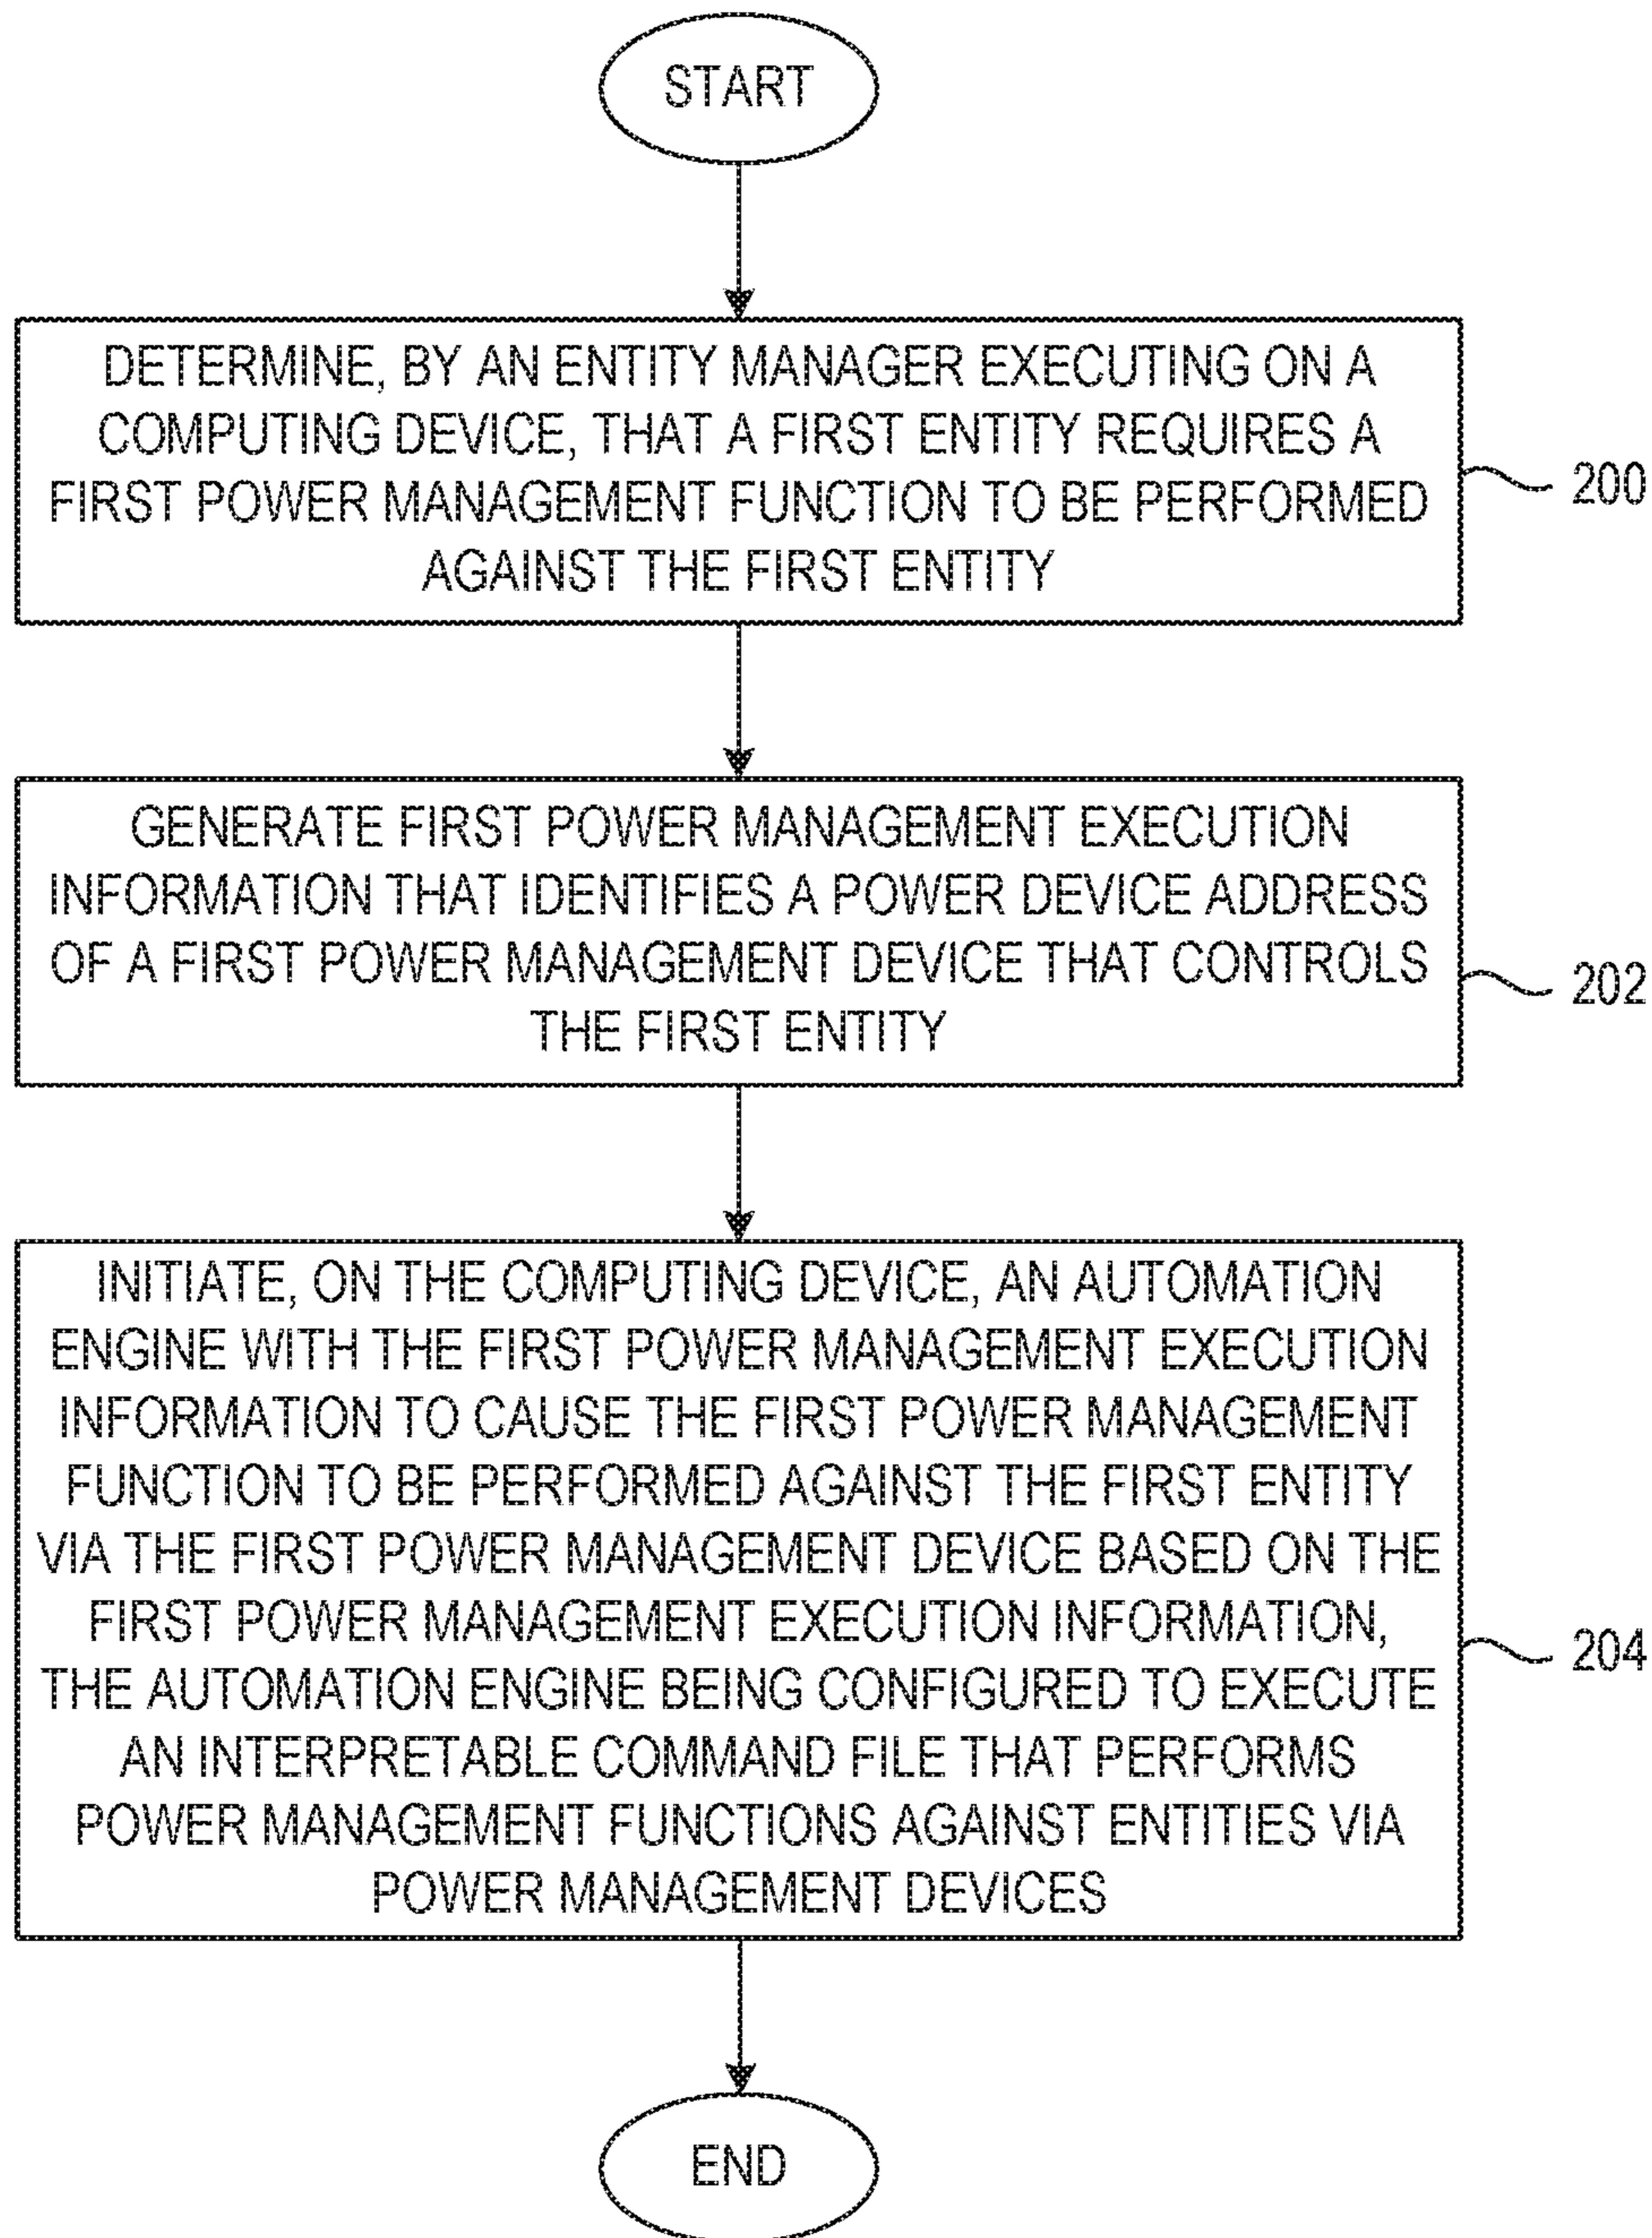 START
DETERMINE, BY AN ENTITY MANAGER EXECUTING ON A
COMPUTING DEVICE, THAT A FIRST ENTITY REQUIRES A
FIRST POWER MANAGEMENT FUNCTION TO BE PERFORMED
AGAINST THE FIRST ENTITY
200
GENERATE FIRST POWER MANAGEMENT EXECUTION
INFORMATION THAT IDENTIFIES A POWER DEVICE ADDRESS
OF A FIRST POWER MANAGEMENT DEVICE THAT CONTROLS
THE FIRST ENTITY
202
INITIATE, ON THE COMPUTING DEVICE, AN AUTOMATION
ENGINE WITH THE FIRST POWER MANAGEMENT EXECUTION
INFORMATION TO CAUSE THE FIRST POWER MANAGEMENT
FUNCTION TO BE PERFORMED AGAINST THE FIRST ENTITY
VIA THE FIRST POWER MANAGEMENT DEVICE BASED ON THE
FIRST POWER MANAGEMENT EXECUTION INFORMATION,
THE AUTOMATION ENGINE BEING CONFIGURED TO EXECUTE
AN INTERPRETABLE COMMAND FILE THAT PERFORMS
POWER MANAGEMENT FUNCTIONS AGAINST ENTITIES VIA
POWER MANAGEMENT DEVICES
204
END